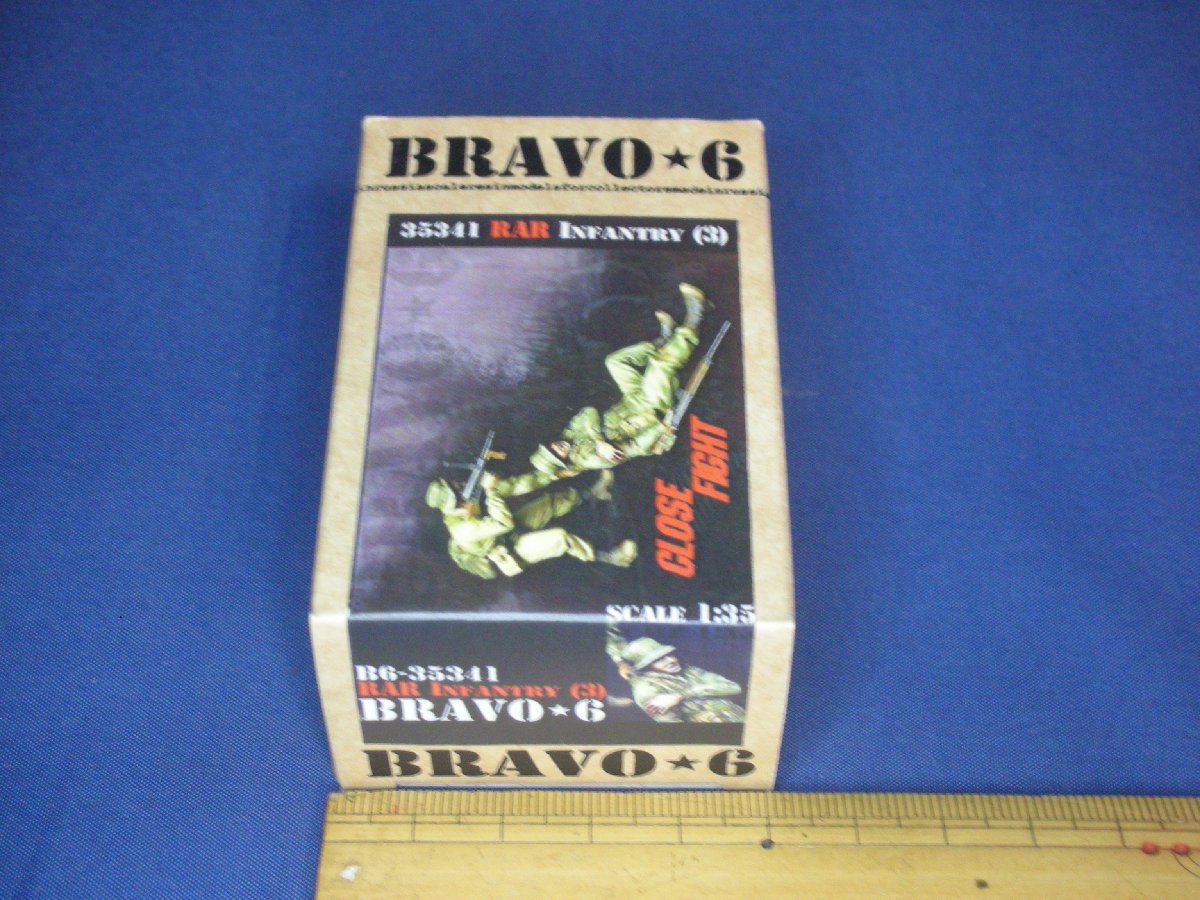 BRAVO★6
35341 RAR INFANTRY (3)
CLOSE
FIGHT
SCALE 1:35
B6-35341
RAR INFANTRY (3)
BRAVO★6
BRAVO★6